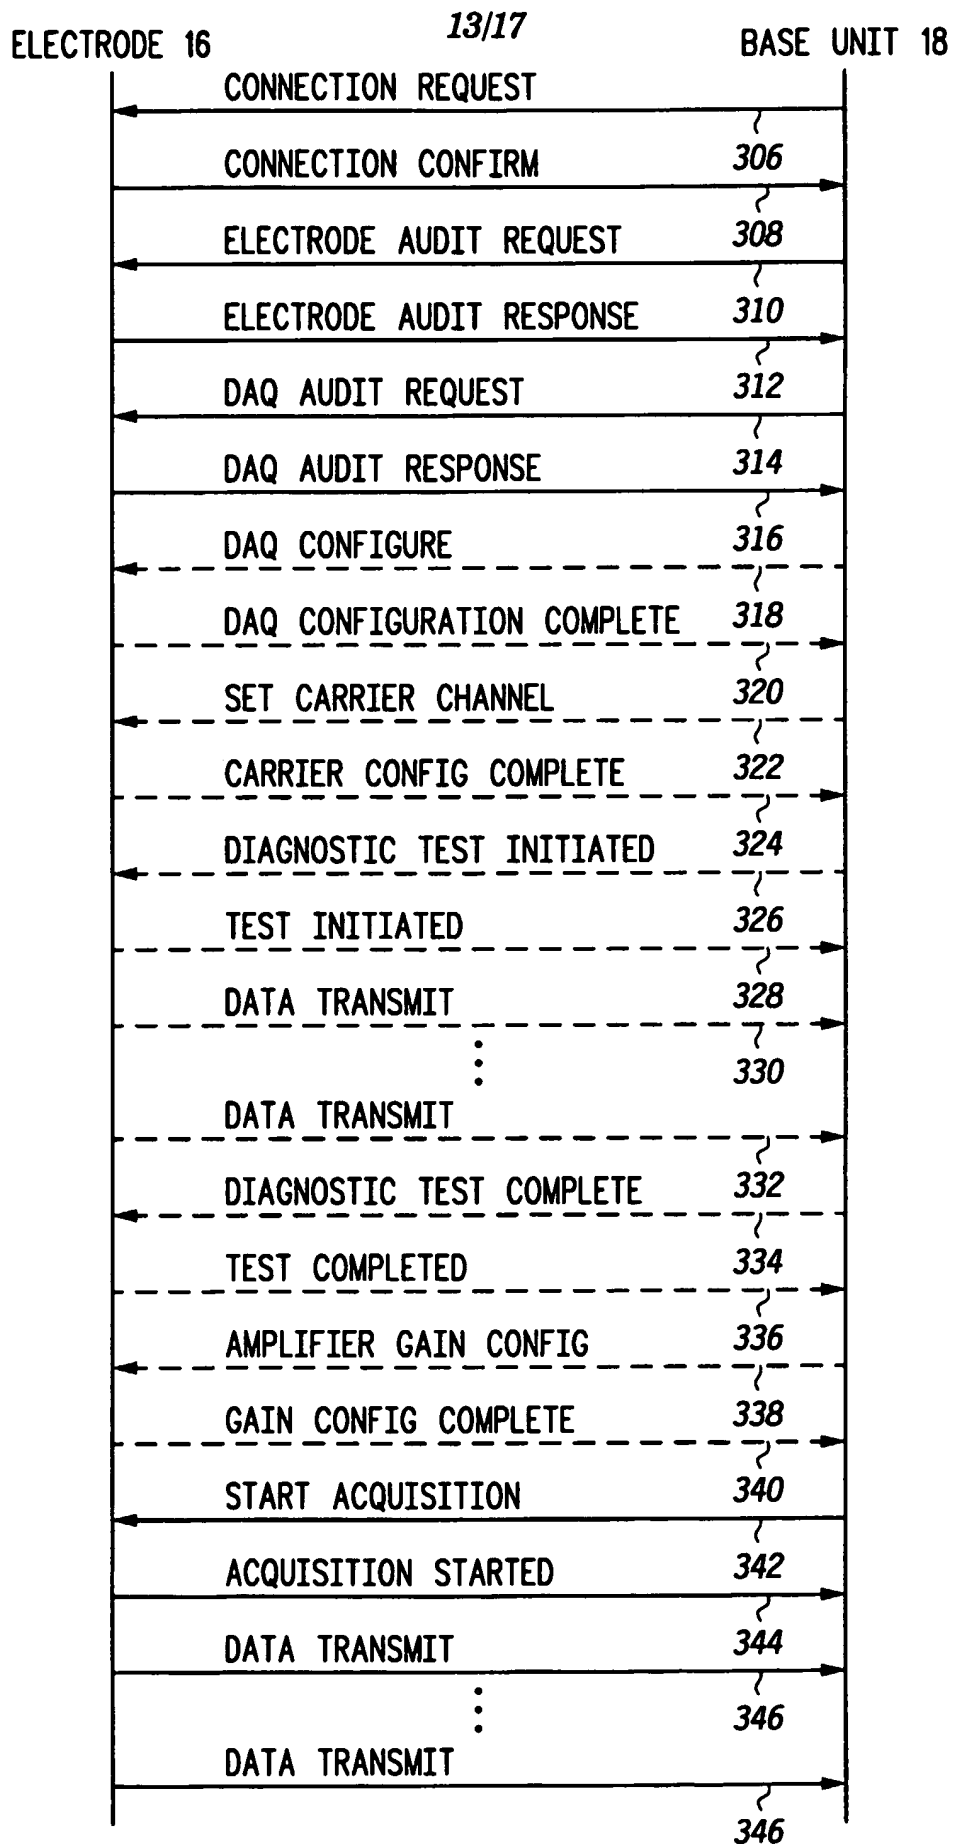 13/17
ELECTRODE 16
BASE UNIT 18
CONNECTION REQUEST
306
CONNECTION CONFIRM
308
ELECTRODE AUDIT REQUEST
310
ELECTRODE AUDIT RESPONSE
312
DAQ AUDIT REQUEST
314
DAQ AUDIT RESPONSE
316
DAQ CONFIGURE
318
DAQ CONFIGURATION COMPLETE
320
SET CARRIER CHANNEL
322
CARRIER CONFIG COMPLETE
324
DIAGNOSTIC TEST INITIATED
326
TEST INITIATED
328
DATA TRANSMIT
330
DATA TRANSMIT
332
DIAGNOSTIC TEST COMPLETE
334
TEST COMPLETED
336
AMPLIFIER GAIN CONFIG
338
GAIN CONFIG COMPLETE
340
START ACQUISITION
342
ACQUISITION STARTED
344
DATA TRANSMIT
346
DATA TRANSMIT
346